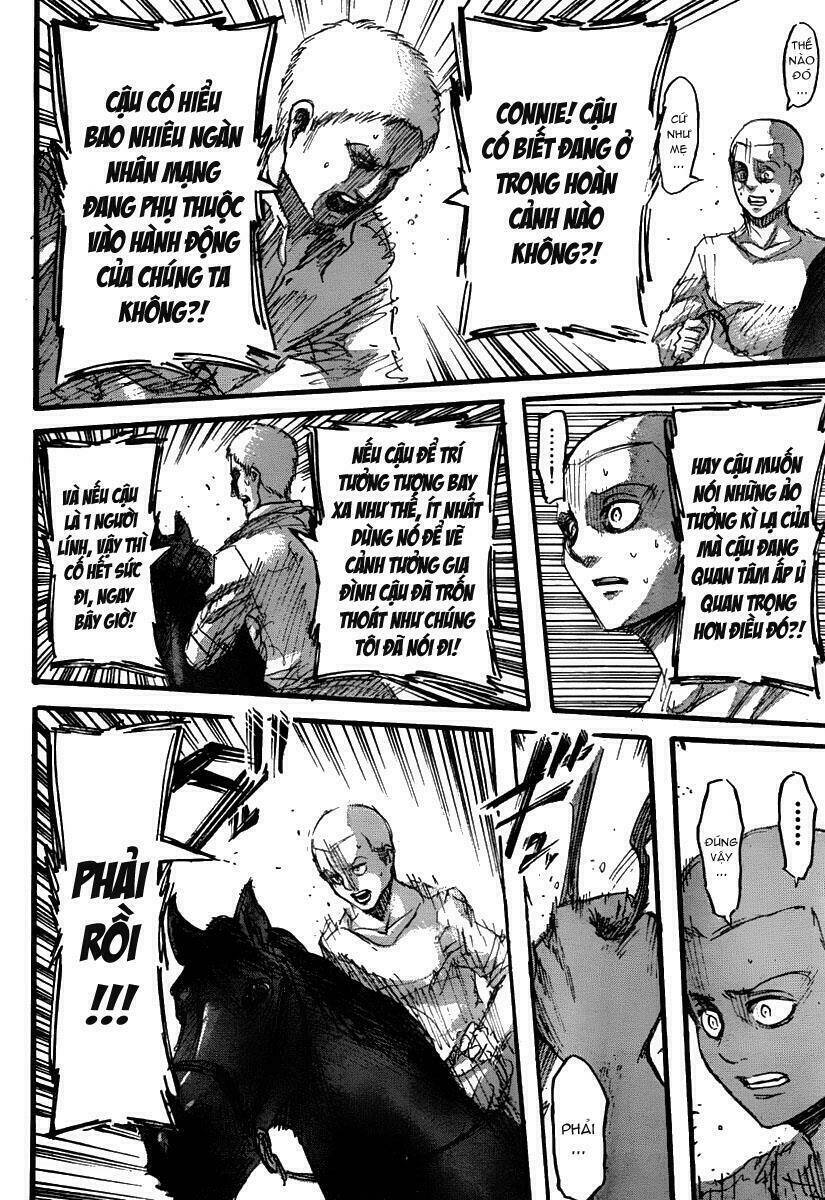 THẾ
NÀO
ĐÓ
...
CỨ
NHƯ
MẸ
...
CONNIE! CẬU
CÓ BIẾT ĐANG Ở
TRONG HOÀN
CẢNH NÀO
KHÔNG?!
CẬU CÓ HIỂU
BAO NHIÊU NGÀN
NHÂN MẠNG
ĐANG PHỤ THUỘC
VÀO HÀNH ĐỘNG
CỦA CHÚNG TA
KHÔNG?!
HAY CẬU MUỐN
NÓI NHỮNG ẢO
TƯỞNG KÌ LẠ CỦA
MÀ CẬU ĐANG
QUAN TÂM ẤP Ủ
QUAN TRỌNG
HƠN ĐIỀU ĐÓ?!
......
NẾU CẬU ĐỂ TRÍ
TƯỞNG TƯỢNG BAY
XA NHƯ THẾ, ÍT NHẤT
DÙNG NÓ ĐỂ VẼ
CẢNH TƯỞNG GIA
ĐÌNH CẬU ĐÃ TRỐN
THOÁT NHƯ CHÚNG
TÔI ĐÃ NÓI ĐI!
VÀ NẾU CẬU
LÀ 1 NGƯỜI
LÍNH, VẬY THÌ
CỐ HẾT SỨC
ĐI, NGAY
BÂY GIỜ!
......
ĐÚNG
VẬY
...
PHẢI
...
PHẢI
RỒI
!!!